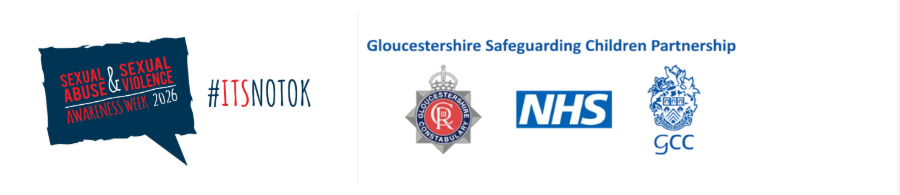 SEXUAL & SEXUAL
ABUSE VIOLENCE
AWARENESS WEEK 2026
#ITSNOTOK
Gloucestershire Safeguarding Children Partnership
GLOUCESTERSHIRE
CONSTABULARY
NHS
GCC